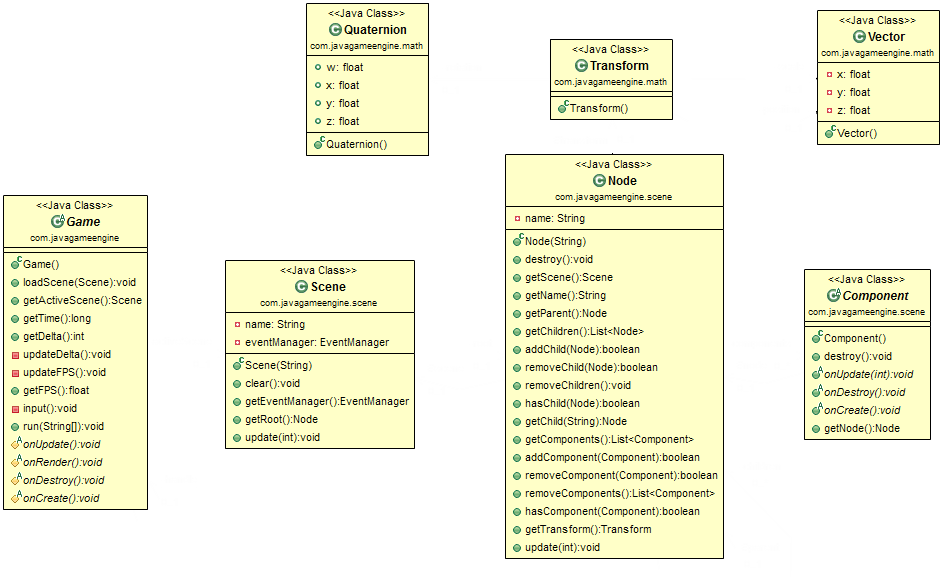 <<Java Class>>
Quaternion
com.javagameengine.math
w: float
x: float
y: float
z: float
Quaternion()
<<Java Class>>
Transform
com.javagameengine.math
Transform()
<<Java Class>>
Vector
com.javagameengine.math
x: float
y: float
z: float
Vector()
<<Java Class>>
Game
com.javagameengine
Game()
loadScene(Scene):void
getActiveScene():Scene
getTime():long
getDelta():int
updateDelta():void
updateFPS():void
getFPS():float
input():void
run(String[]):void
onUpdate():void
onRender():void
onDestroy():void
onCreate():void
<<Java Class>>
Scene
com.javagameengine.scene
name: String
eventManager: EventManager
Scene(String)
clear():void
getEventManager():EventManager
getRoot():Node
update(int):void
<<Java Class>>
Node
com.javagameengine.scene
name: String
Node(String)
destroy():void
getScene():Scene
getName():String
getParent():Node
getChildren():List<Node>
addChild(Node):boolean
removeChild(Node):boolean
removeChildren():void
hasChild(Node):boolean
getChild(String):Node
getComponents():List<Component>
addComponent(Component):boolean
removeComponent(Component):boolean
removeComponents():List<Component>
hasComponent(Component):boolean
getTransform():Transform
update(int):void
<<Java Class>>
Component
com.javagameengine.scene
Component()
destroy():void
onUpdate(int):void
onDestroy():void
onCreate():void
getNode():Node